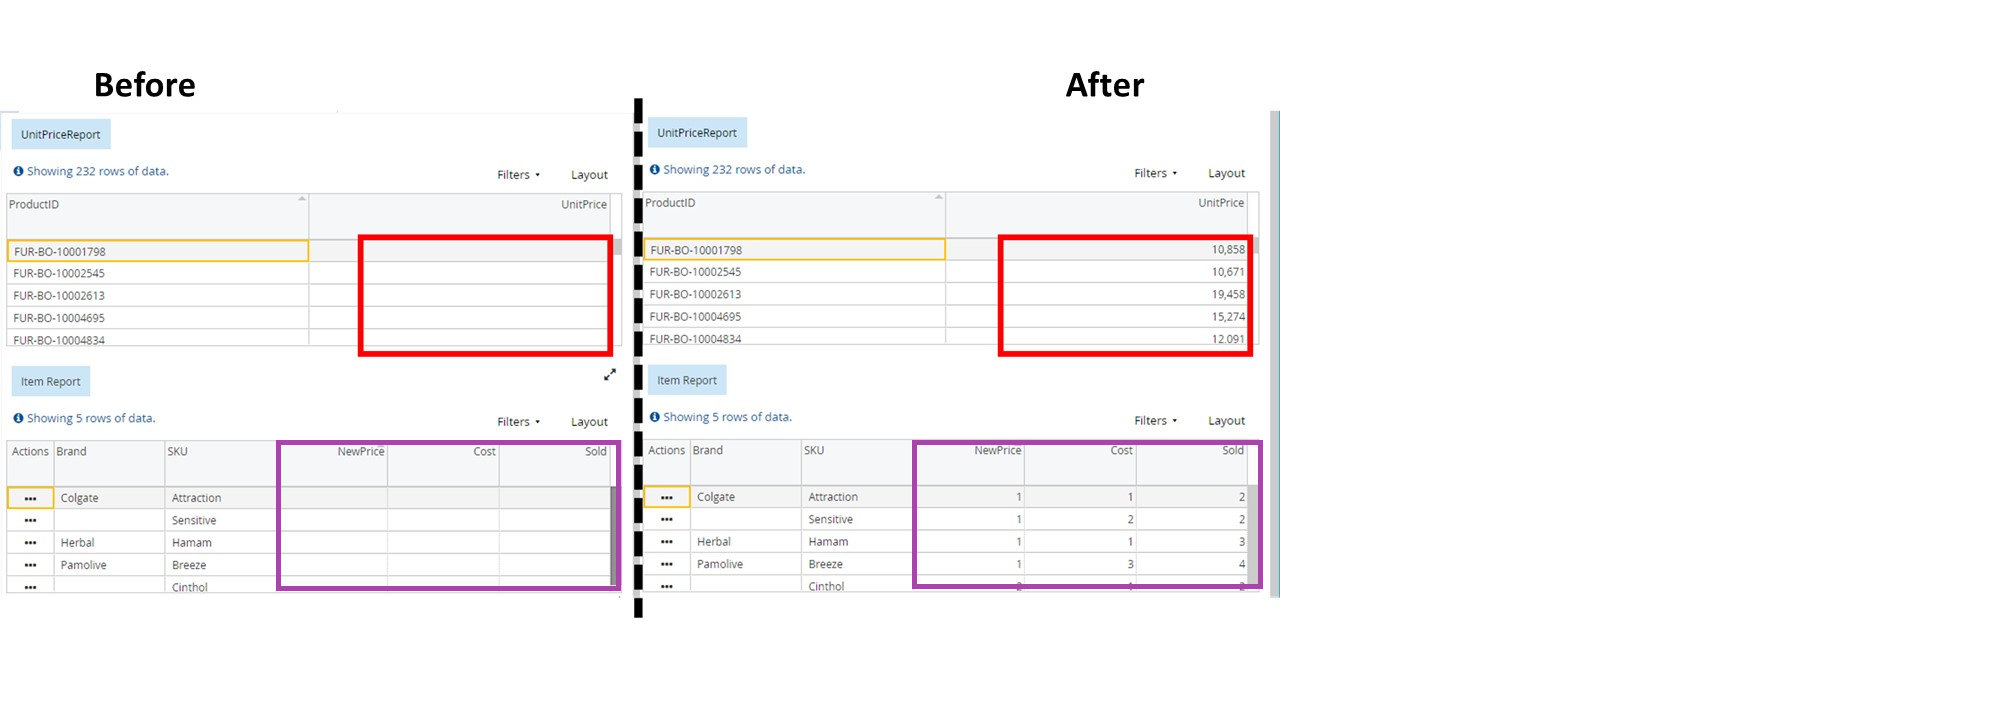 Before
After
UnitPriceReport
Showing 232 rows of data.
Filters
Layout
ProductID
UnitPrice
FUR-BO-10001798
FUR-BO-10002545
FUR-BO-10002613
FUR-BO-10004695
FUR-BO-10004834
Item Report
Showing 5 rows of data.
Filters
Layout
Actions Brand SKU NewPrice Cost Sold
••• Colgate Attraction
••• Sensitive
••• Herbal Hamam
••• Pamolive Breeze
••• Cinthol
UnitPriceReport
Showing 232 rows of data.
Filters
Layout
ProductID UnitPrice
FUR-BO-10001798 10,858
FUR-BO-10002545 10,671
FUR-BO-10002613 19,458
FUR-BO-10004695 15,274
FUR-BO-10004834 12,091
Item Report
Showing 5 rows of data.
Filters
Layout
Actions Brand SKU NewPrice Cost Sold
••• Colgate Attraction 1 1 2
••• Sensitive 1 2 2
••• Herbal Hamam 1 1 3
••• Pamolive Breeze 1 3 4
••• Cinthol